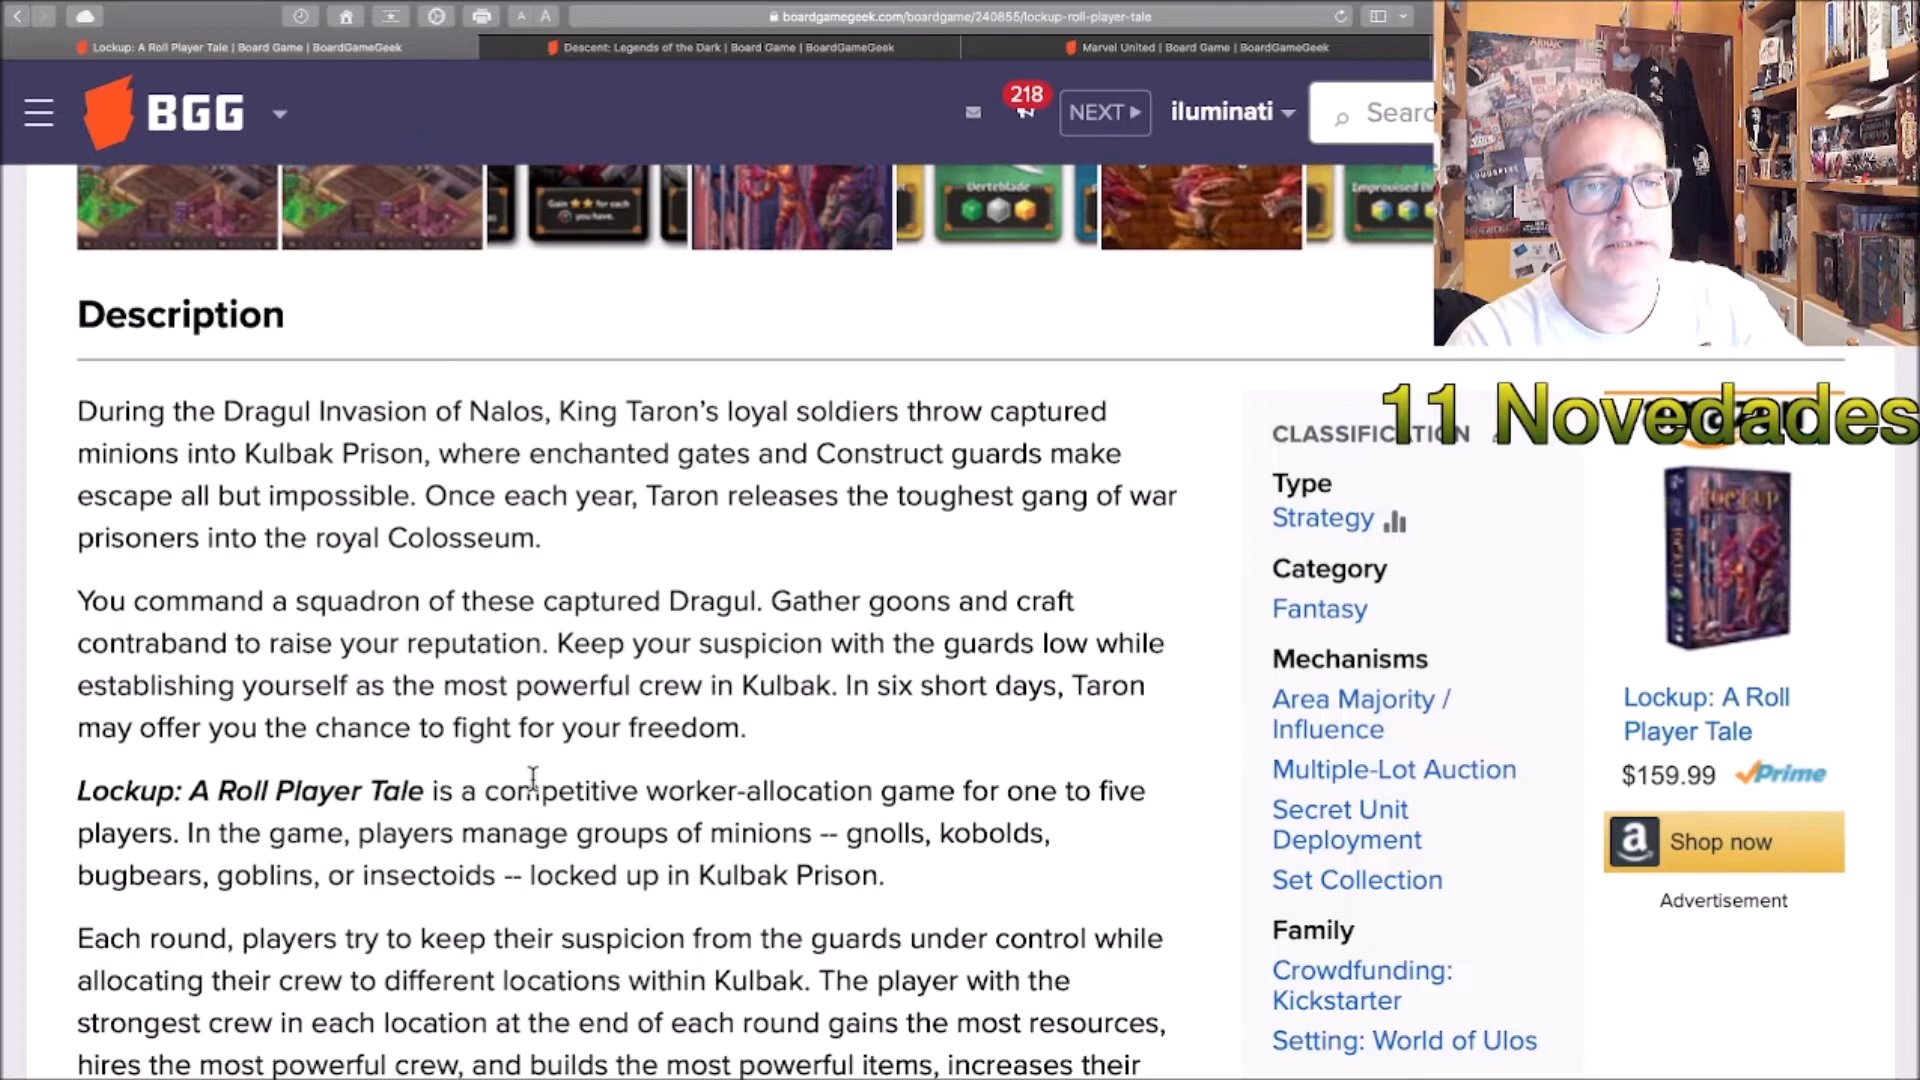 A A
boardgamegeek.com/boardgame/240855/lockup-roll-player-tale
Lockup: A Roll Player Tale | Board Game | BoardGameGeek
Descent: Legends of the Dark | Board Game | BoardGameGeek
Marvel United | Board Game | BoardGameGeek
BGG
218
NEXT
iluminati
Searc
Gain ★★ for each
you have.
Derteblade
Description
11 Novedades
During the Dragul Invasion of Nalos, King Taron's loyal soldiers throw captured
minions into Kulbak Prison, where enchanted gates and Construct guards make
escape all but impossible. Once each year, Taron releases the toughest gang of war
prisoners into the royal Colosseum.
You command a squadron of these captured Dragul. Gather goons and craft
contraband to raise your reputation. Keep your suspicion with the guards low while
establishing yourself as the most powerful crew in Kulbak. In six short days, Taron
may offer you the chance to fight for your freedom.
Lockup: A Roll Player Tale is a competitive worker-allocation game for one to five
players. In the game, players manage groups of minions -- gnolls, kobolds,
bugbears, goblins, or insectoids -- locked up in Kulbak Prison.
Each round, players try to keep their suspicion from the guards under control while
allocating their crew to different locations within Kulbak. The player with the
strongest crew in each location at the end of each round gains the most resources,
hires the most powerful crew, and builds the most powerful items, increases their
CLASSIFICATION
Type
Strategy
Category
Fantasy
Mechanisms
Area Majority /
Influence
Multiple-Lot Auction
Secret Unit
Deployment
Set Collection
Family
Crowdfunding:
Kickstarter
Setting: World of Ulos
LOCKUP
LOCKUP
Lockup: A Roll
Player Tale
$159.99 Prime
a Shop now
Advertisement